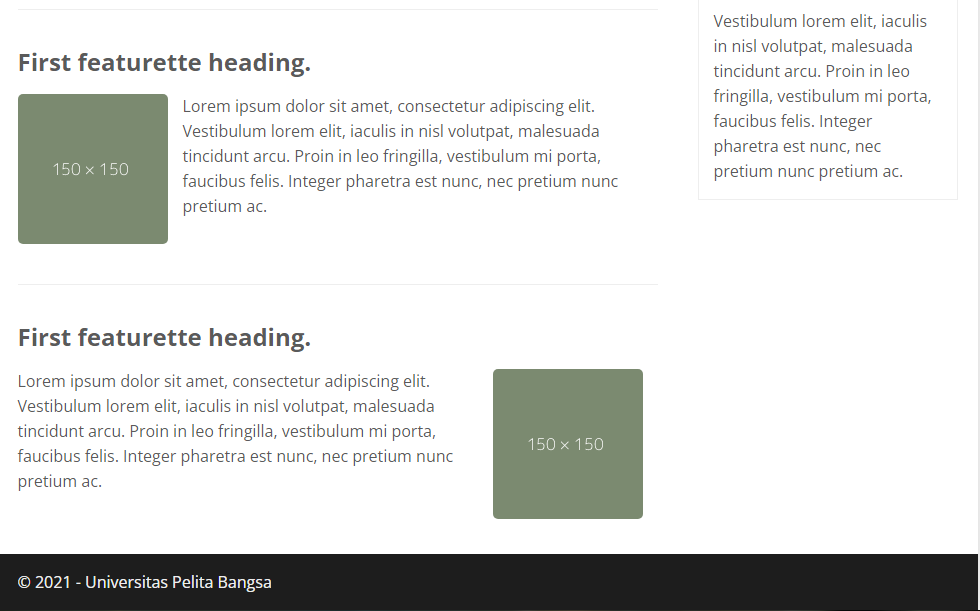 First featurette heading.
150 × 150
Lorem ipsum dolor sit amet, consectetur adipiscing elit.
Vestibulum lorem elit, iaculis in nisl volutpat, malesuada
tincidunt arcu. Proin in leo fringilla, vestibulum mi porta,
faucibus felis. Integer pharetra est nunc, nec pretium nunc
pretium ac.
First featurette heading.
Lorem ipsum dolor sit amet, consectetur adipiscing elit.
Vestibulum lorem elit, iaculis in nisl volutpat, malesuada
tincidunt arcu. Proin in leo fringilla, vestibulum mi porta,
faucibus felis. Integer pharetra est nunc, nec pretium nunc
pretium ac.
150 × 150
Vestibulum lorem elit, iaculis
in nisl volutpat, malesuada
tincidunt arcu. Proin in leo
fringilla, vestibulum mi porta,
faucibus felis. Integer
pharetra est nunc, nec
pretium nunc pretium ac.
© 2021 - Universitas Pelita Bangsa